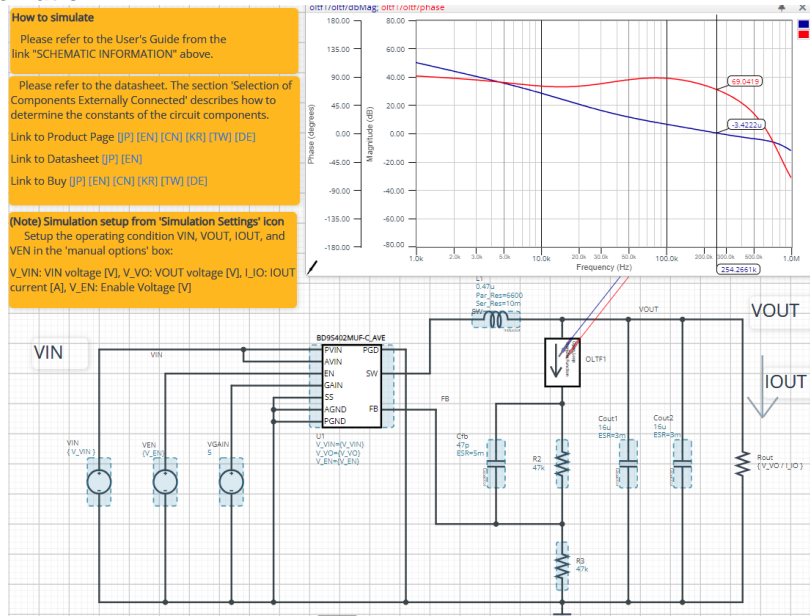 How to simulate
Please refer to the User's Guide from the
link "SCHEMATIC INFORMATION" above.
Please refer to the datasheet. The section 'Selection of
Components Externally Connected' describes how to
determine the constants of the circuit components.
Link to Product Page [JP] [EN] [CN] [KR] [TW] [DE]
Link to Datasheet [JP] [EN]
Link to Buy [JP] [EN] [CN] [KR] [TW] [DE]
(Note) Simulation setup from 'Simulation Settings' icon
Setup the operating condition VIN, VOUT, IOUT, and
VEN in the 'manual options' box:
V_VIN: VIN voltage [V], V_VO: VOUT voltage [V], I_IO: IOUT
current [A], V_EN: Enable Voltage [V]
oltf1/oltf/dbMag; oltf1/oltf/phase
Phase (degrees)
180.00
135.00
90.00
45.00
0.00
-45.00
-90.00
-135.00
-180.00
Magnitude (dB)
80.00
60.00
40.00
20.00
0.00
-20.00
-40.00
-60.00
-80.00
69.0419
-3.4222u
1.0k 2.0k 3.0k 5.0k 10.0k 20.0k 30.0k 50.0k 100.0k 200.0k 300.0k 500.0k 1.0M
Frequency (Hz)
254.2661k
L1
0.47u
Par_Res=6600
Ser_Res=10m
VOUT
VOUT
IOUT
OLTF1
VIN
VIN
BD9S402MUF-C_AVE
PVIN
AVIN
EN
GAIN
SS
AGND
PGND
PGD
SW
FB
FB
U1
V_VIN={V_VIN}
V_VO={V_VO}
V_EN={V_EN}
VIN
{ V_VIN }
VEN
{V_EN}
VGAIN
5
Cfb
47p
ESR=5m
R2
47k
Cout1
16u
ESR=3m
Cout2
16u
ESR=3m
Rout
{ V_VO / I_IO }
R3
47k